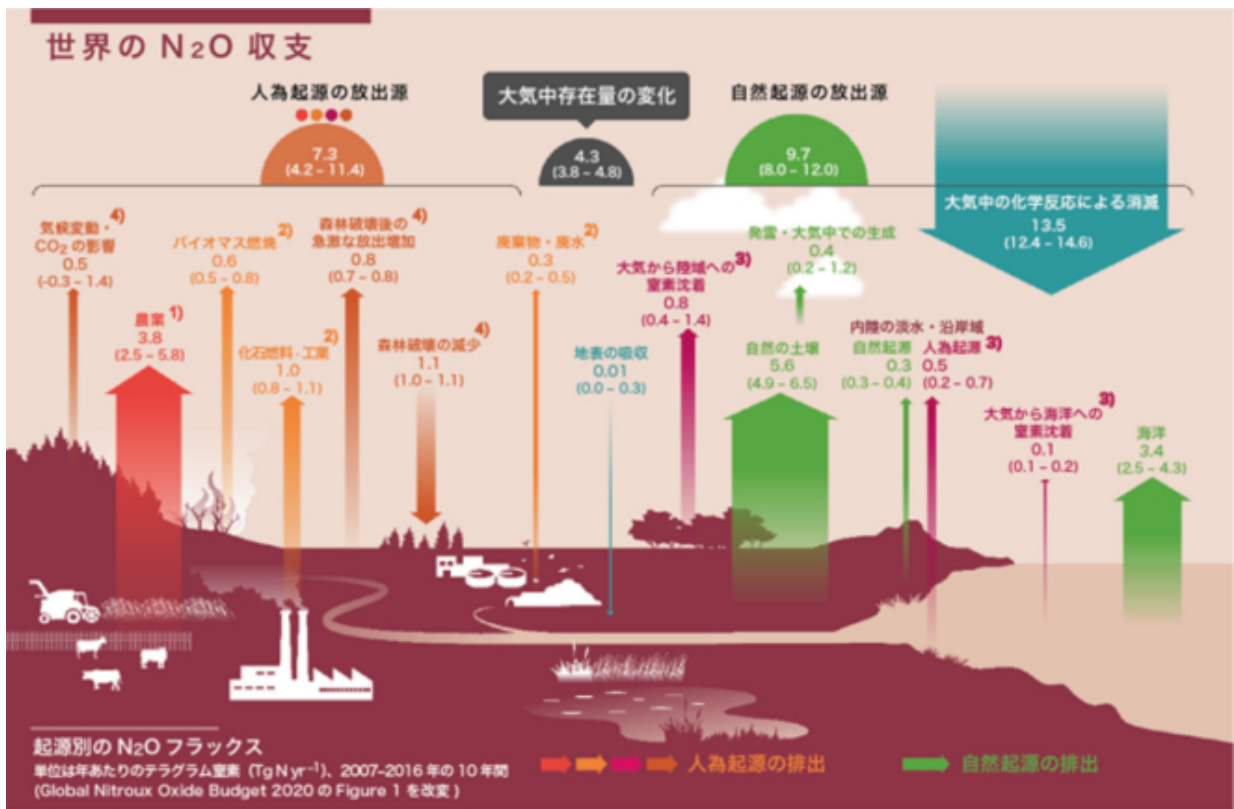 世界の N₂O 収支
人為起源の放出源
7.3
(4.2 – 11.4)
大気中存在量の変化
4.3
(3.8 – 4.8)
自然起源の放出源
9.7
(8.0 – 12.0)
大気中の化学反応による消滅
13.5
(12.4 – 14.6)
気候変動・4)
CO₂ の影響
0.5
(-0.3 – 1.4)
農業 1)
3.8
(2.5 – 5.8)
バイオマス燃焼 2)
0.6
(0.5 – 0.8)
化石燃料・工業 2)
1.0
(0.8 – 1.1)
森林破壊後の 4)
急激な放出増加
0.8
(0.7 – 0.8)
森林破壊の減少 4)
1.1
(1.0 – 1.1)
廃棄物・廃水 2)
0.3
(0.2 – 0.5)
地表の吸収
0.01
(0.0 – 0.3)
大気から陸域への 3)
窒素沈着
0.8
(0.4 – 1.4)
発雷・大気中での生成
0.4
(0.2 – 1.2)
自然の土壌
5.6
(4.9 – 6.5)
内陸の淡水・沿岸域
自然起源
0.3
(0.3 – 0.4)
人為起源 3)
0.5
(0.2 – 0.7)
大気から海洋への 3)
窒素沈着
0.1
(0.1 – 0.2)
海洋
3.4
(2.5 – 4.3)
起源別の N₂O フラックス
単位は年あたりのテラグラム窒素 (Tg N yr⁻¹)、2007–2016 年の 10 年間
(Global Nitroux Oxide Budget 2020 の Figure 1 を改変 )
人為起源の排出
自然起源の排出